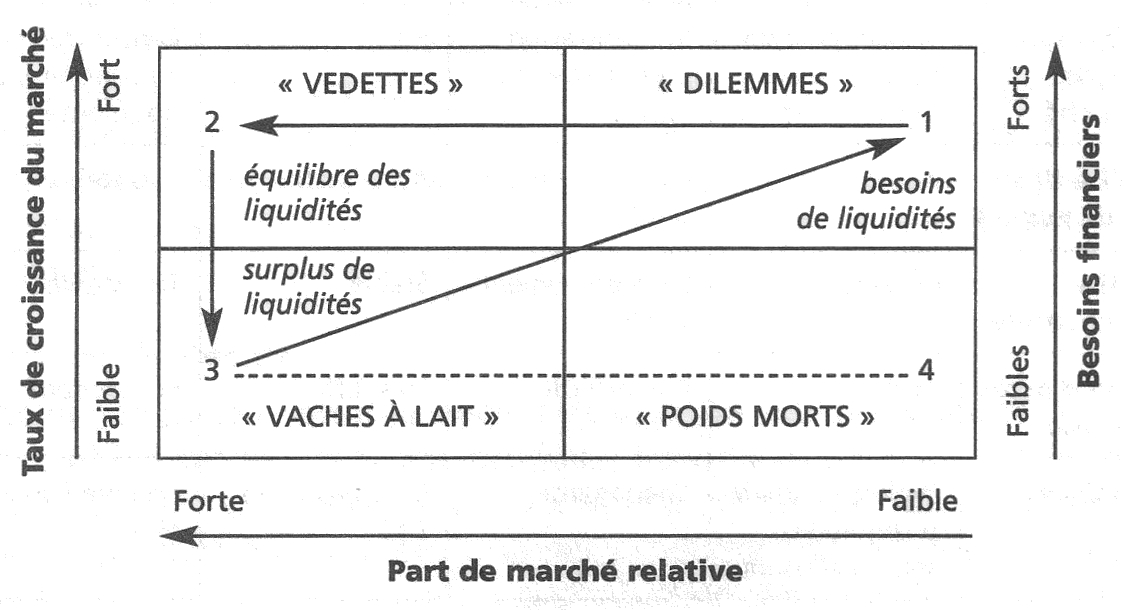 Taux de croissance du marché
Fort
Faible
« VEDETTES »
« DILEMMES »
2
1
équilibre des
liquidités
besoins
de liquidités
surplus de
liquidités
3
4
« VACHES À LAIT »
« POIDS MORTS »
Forts
Faibles
Besoins financiers
Forte
Faible
Part de marché relative